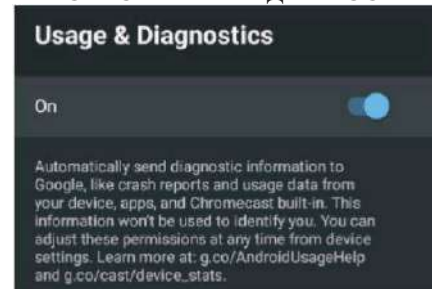 Usage & Diagnostics
On
Automatically send diagnostic information to
Google, like crash reports and usage data from
your device, apps, and Chromecast built-in. This
information won't be used to identify you. You can
adjust these permissions at any time from device
settings. Learn more at: g.co/AndroidUsageHelp
and g.co/cast/device_stats.